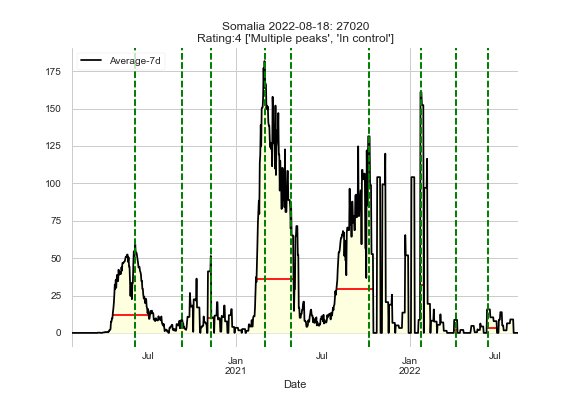 Somalia 2022-08-18: 27020
Rating:4 ['Multiple peaks', 'In control']
Average-7d
175
150
125
100
75
50
25
0
Jul
Jan
2021
Jul
Jan
2022
Jul
Date